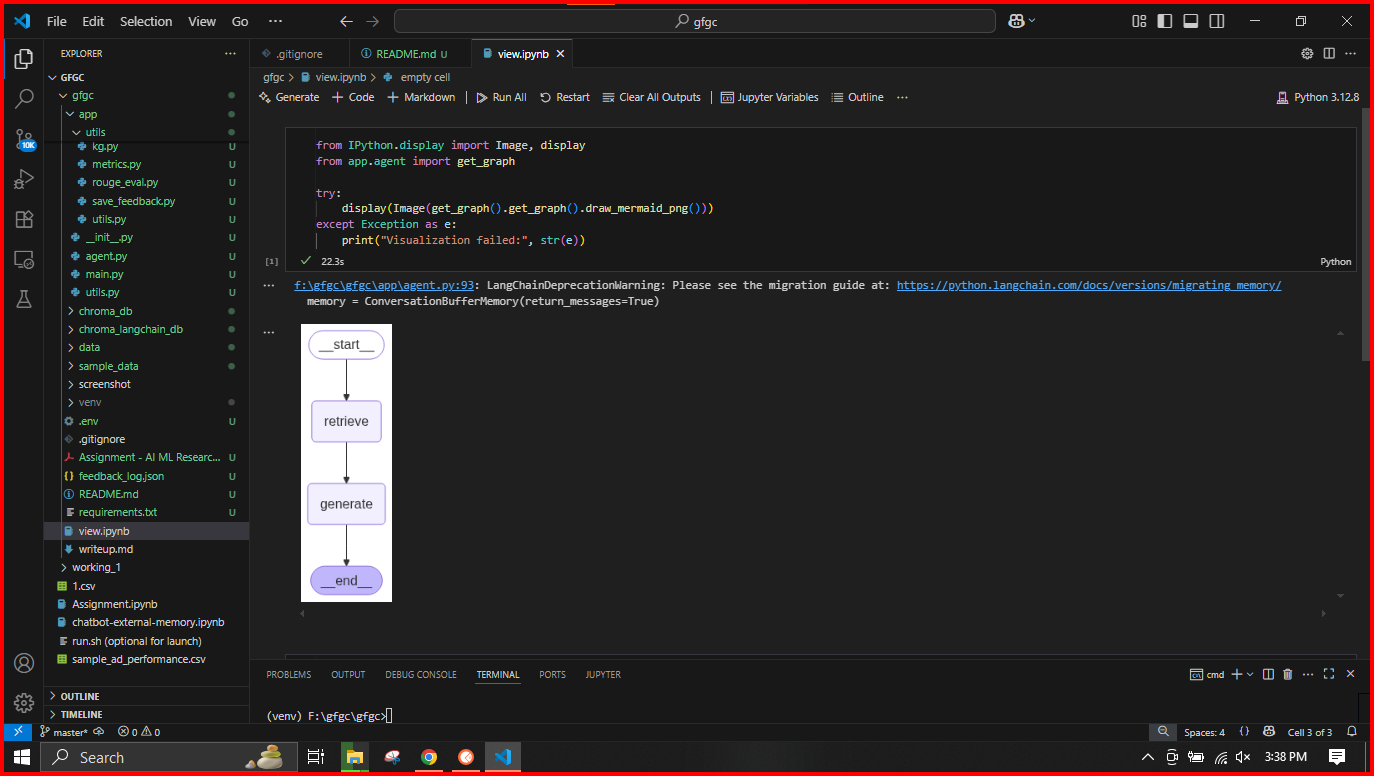 File Edit Selection View Go ··· gfgc
EXPLORER ···
GFGC
gfgc
app
utils
kg.py U
metrics.py U
rouge_eval.py U
save_feedback.py U
utils.py U
__init__.py U
agent.py U
main.py U
utils.py U
chroma_db
chroma_langchain_db
data
sample_data
screenshot
venv
.env U
.gitignore
Assignment - AI ML Researc... U
feedback_log.json U
README.md U
requirements.txt U
view.ipynb
writeup.md
working_1
1.csv
Assignment.ipynb
chatbot-external-memory.ipynb
run.sh (optional for launch)
sample_ad_performance.csv
OUTLINE
TIMELINE
10K
.gitignore README.md U view.ipynb
gfgc > view.ipynb > empty cell
Generate + Code + Markdown | Run All Restart Clear All Outputs | Jupyter Variables Outline ··· Python 3.12.8
from IPython.display import Image, display
from app.agent import get_graph
try:
display(Image(get_graph().get_graph().draw_mermaid_png()))
except Exception as e:
print("Visualization failed:", str(e))
[1] 22.3s Python
··· f:\gfgc\gfgc\app\agent.py:93: LangChainDeprecationWarning: Please see the migration guide at: https://python.langchain.com/docs/versions/migrating_memory/
memory = ConversationBufferMemory(return_messages=True)
···
__start__
retrieve
generate
__end__
PROBLEMS OUTPUT DEBUG CONSOLE TERMINAL PORTS JUPYTER cmd
(venv) F:\gfgc\gfgc>
master* 0 0 Spaces: 4 {} Cell 3 of 3
Search 3:38 PM